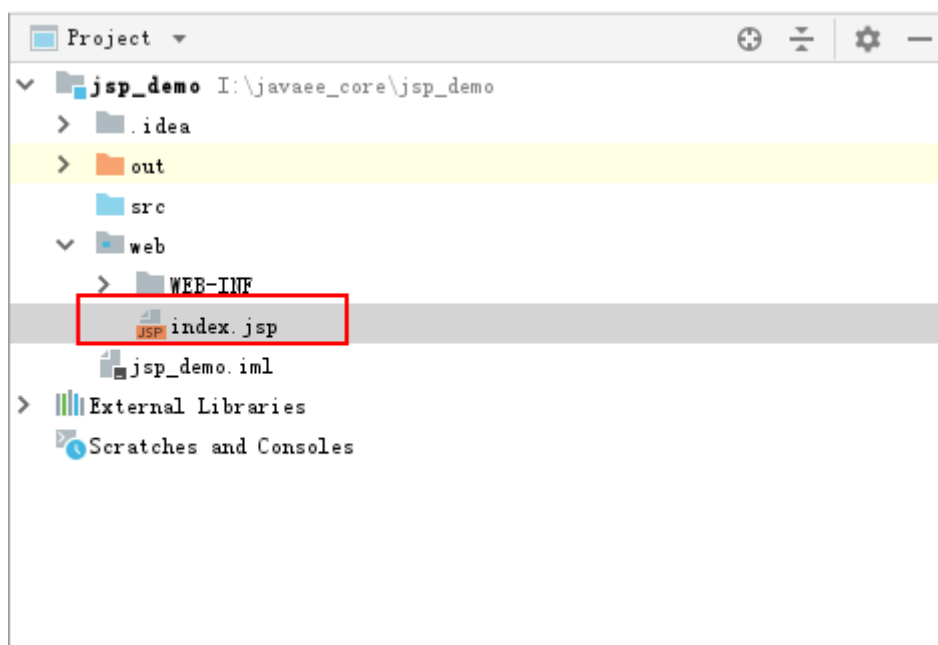 Project
jsp_demo I:\javaee_core\jsp_demo
.idea
out
src
web
WEB-INF
JSP index.jsp
jsp_demo.iml
External Libraries
Scratches and Consoles